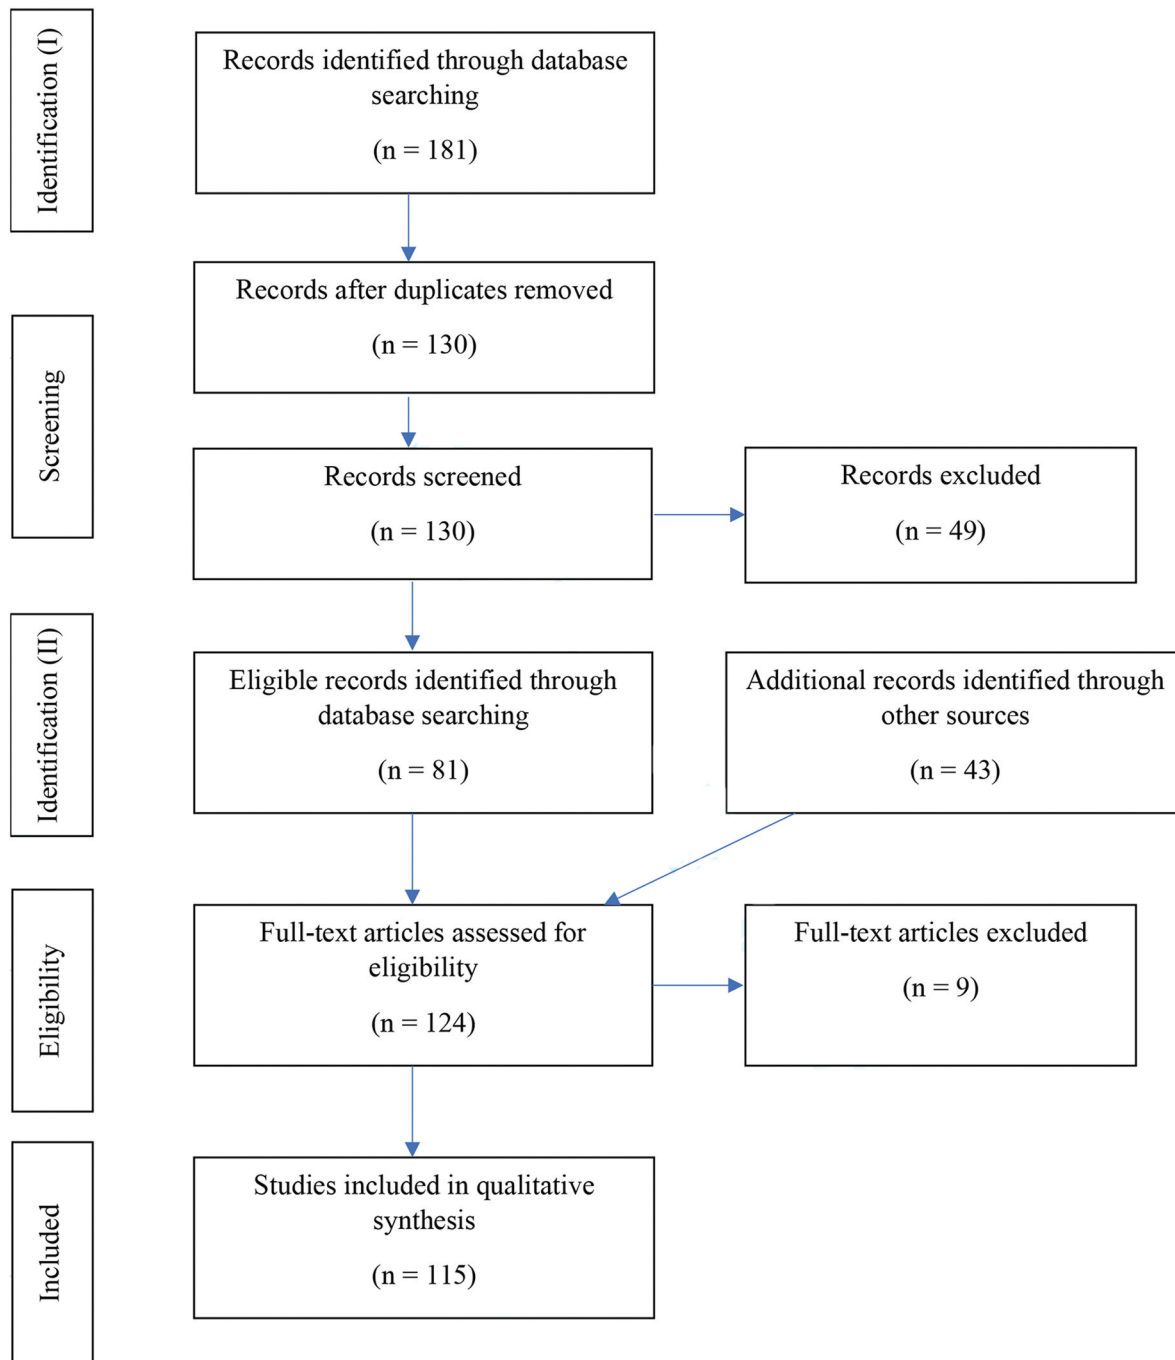 Identification (I)
Records identified through database
searching
(n = 181)
Records after duplicates removed
(n = 130)
Screening
Records screened
(n = 130)
Records excluded
(n = 49)
Identification (II)
Eligible records identified through
database searching
(n = 81)
Additional records identified through
other sources
(n = 43)
Eligibility
Full-text articles assessed for
eligibility
(n = 124)
Full-text articles excluded
(n = 9)
Included
Studies included in qualitative
synthesis
(n = 115)